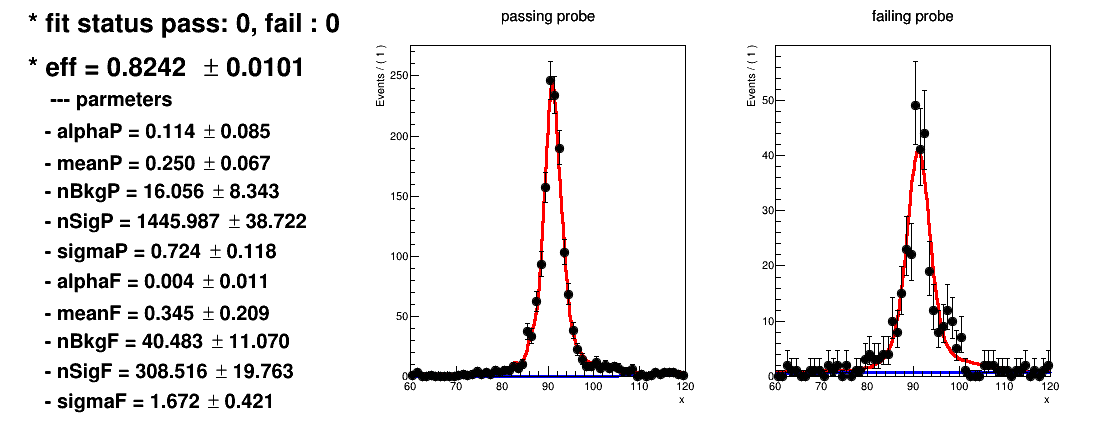 * fit status pass: 0, fail : 0
* eff = 0.8242 ± 0.0101
--- parmeters
- alphaP = 0.114 ± 0.085
- meanP = 0.250 ± 0.067
- nBkgP = 16.056 ± 8.343
- nSigP = 1445.987 ± 38.722
- sigmaP = 0.724 ± 0.118
- alphaF = 0.004 ± 0.011
- meanF = 0.345 ± 0.209
- nBkgF = 40.483 ± 11.070
- nSigF = 308.516 ± 19.763
- sigmaF = 1.672 ± 0.421
passing probe
Events / ( 1 )
250
200
150
100
50
0
60 70 80 90 100 110 120
x
failing probe
Events / ( 1 )
50
40
30
20
10
0
60 70 80 90 100 110 120
x